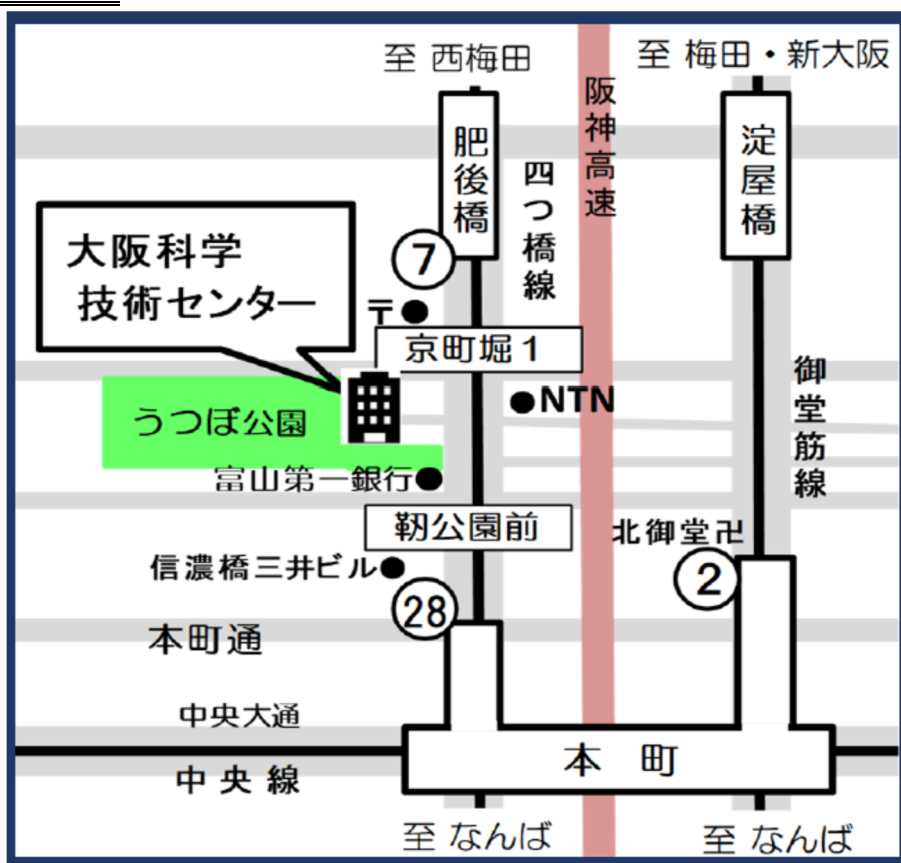 至 西梅田
至 梅田・新大阪
阪神高速
肥後橋
淀屋橋
四つ橋線
大阪科学
技術センター
7
〒
京町堀1
NTN
御堂筋線
うつぼ公園
富山第一銀行
靭公園前
北御堂卍
信濃橋三井ビル
2
28
本町通
中央大通
本 町
中 央 線
至 なんば
至 なんば